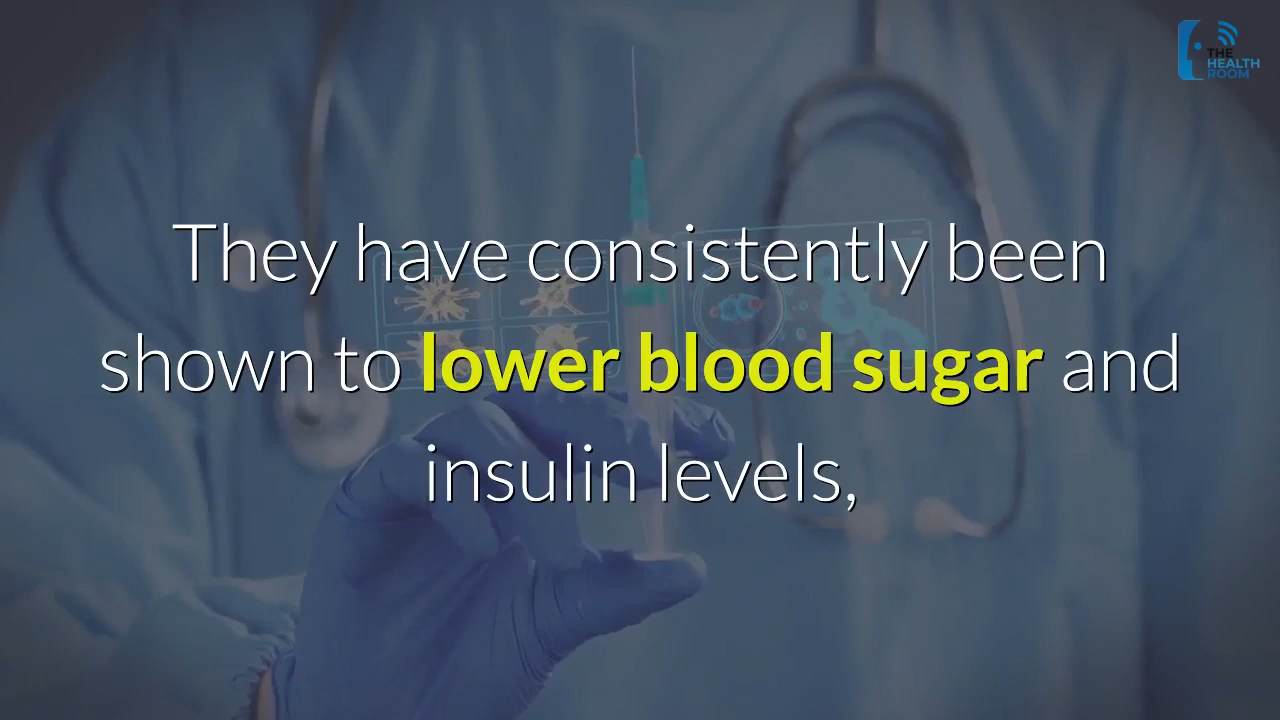 THE
HEALTH
ROOM
They have consistently been
shown to lower blood sugar and
insulin levels,